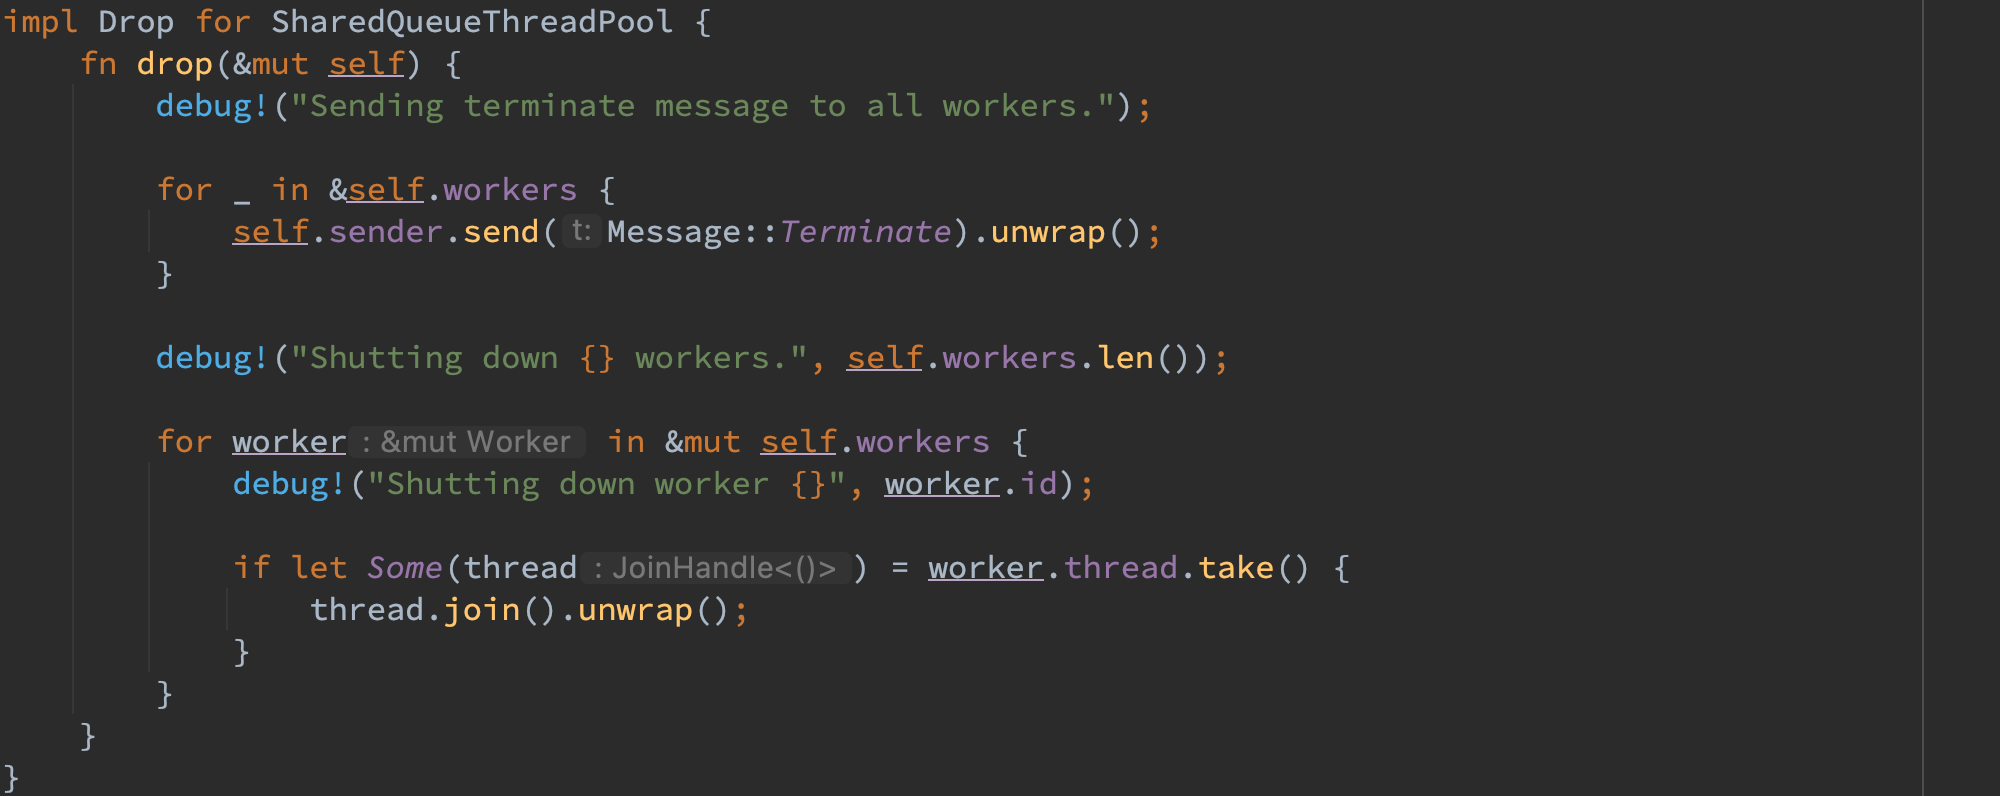 impl Drop for SharedQueueThreadPool {
    fn drop(&mut self) {
        debug!("Sending terminate message to all workers.");

        for _ in &self.workers {
            self.sender.send( t: Message::Terminate).unwrap();
        }

        debug!("Shutting down {} workers.", self.workers.len());

        for worker : &mut Worker  in &mut self.workers {
            debug!("Shutting down worker {}", worker.id);

            if let Some(thread : JoinHandle<()> ) = worker.thread.take() {
                thread.join().unwrap();
            }
        }
    }
}